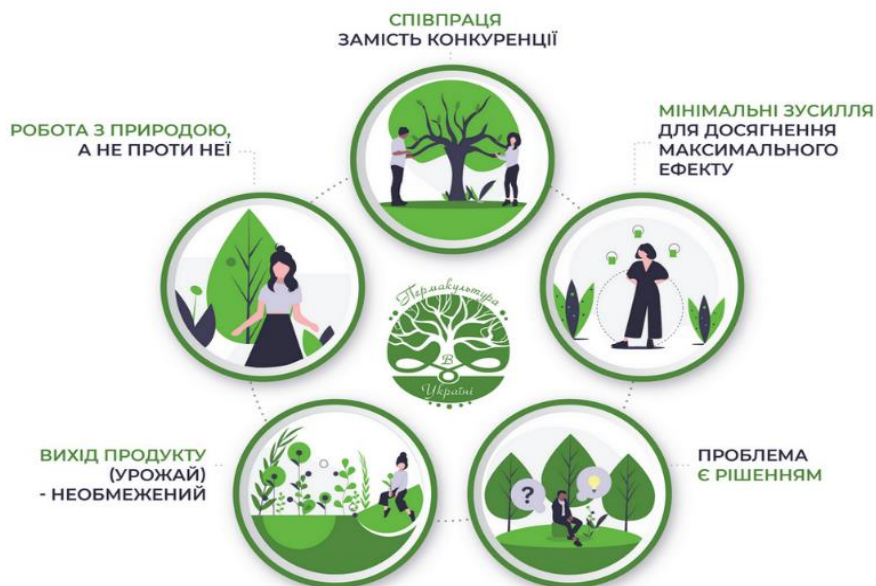 СПІВПРАЦЯ
ЗАМІСТЬ КОНКУРЕНЦІЇ
РОБОТА З ПРИРОДОЮ,
А НЕ ПРОТИ НЕЇ
МІНІМАЛЬНІ ЗУСИЛЛЯ
ДЛЯ ДОСЯГНЕННЯ
МАКСИМАЛЬНОГО
ЕФЕКТУ
Пермакультура
В
Україні
ВИХІД ПРОДУКТУ
(УРОЖАЙ)
- НЕОБМЕЖЕНИЙ
?
ПРОБЛЕМА
Є РІШЕННЯМ